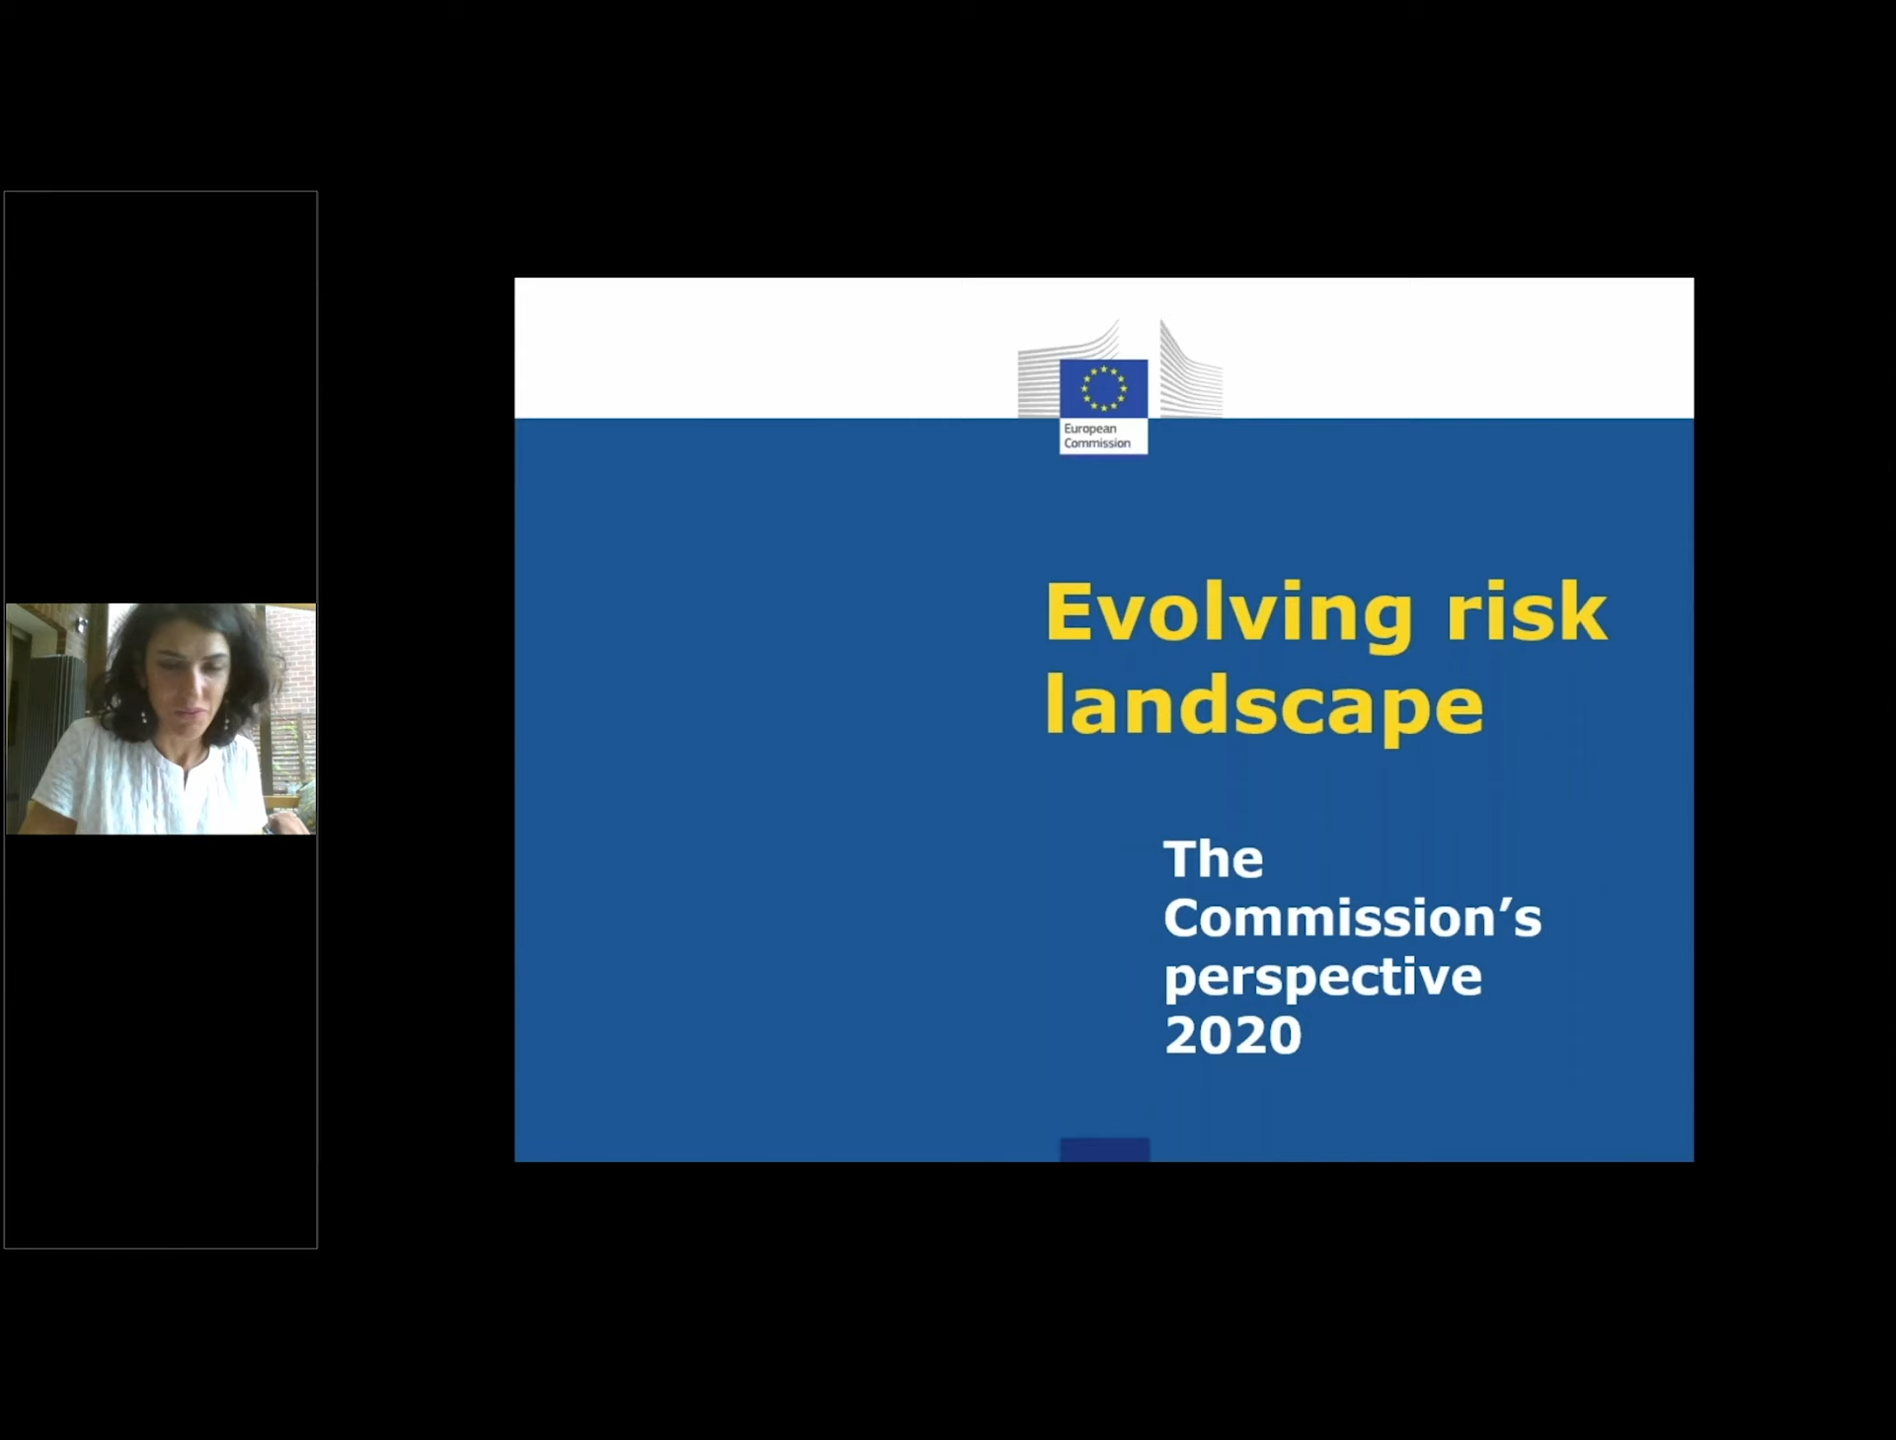 European
Commission
Evolving risk
landscape
The
Commission’s
perspective
2020